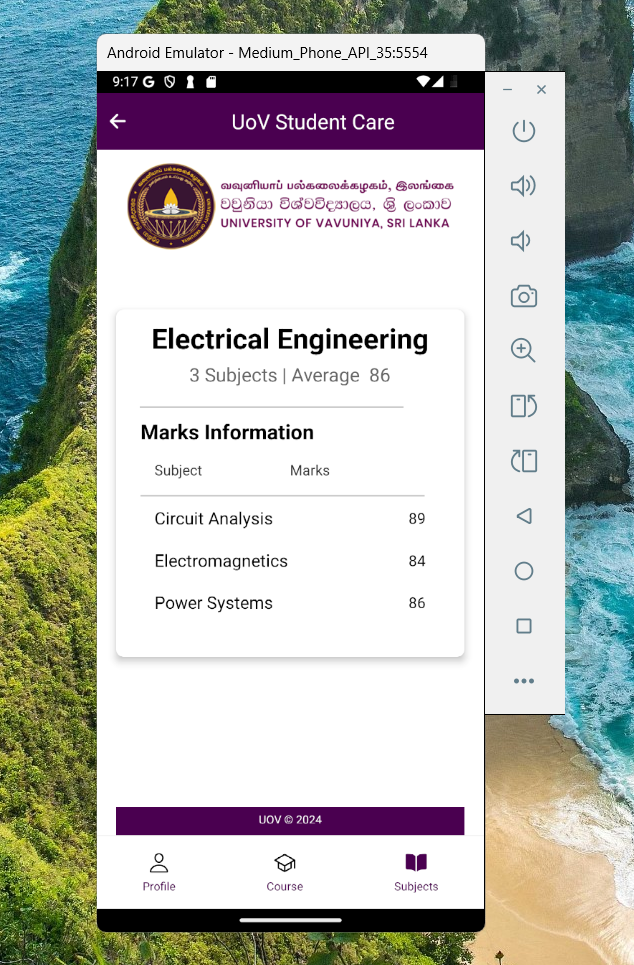 Android Emulator - Medium_Phone_API_35:5554
9:17
UoV Student Care
வவுனியாப் பல்கலைக்கழகம், இலங்கை
වවුනියා විශ්වවිද්‍යාලය, ශ්‍රී ලංකාව
UNIVERSITY OF VAVUNIYA, SRI LANKA
Electrical Engineering
3 Subjects | Average 86
Marks Information
Subject Marks
Circuit Analysis 89
Electromagnetics 84
Power Systems 86
UOV © 2024
Profile Course Subjects